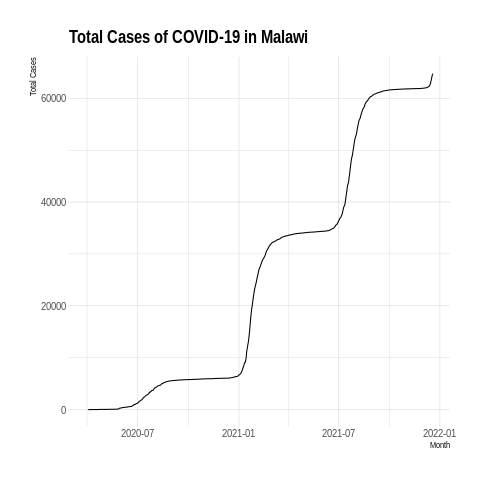 Total Cases of COVID-19 in Malawi
Total Cases
60000
40000
20000
0
2020-07 2021-01 2021-07 2022-01
Month